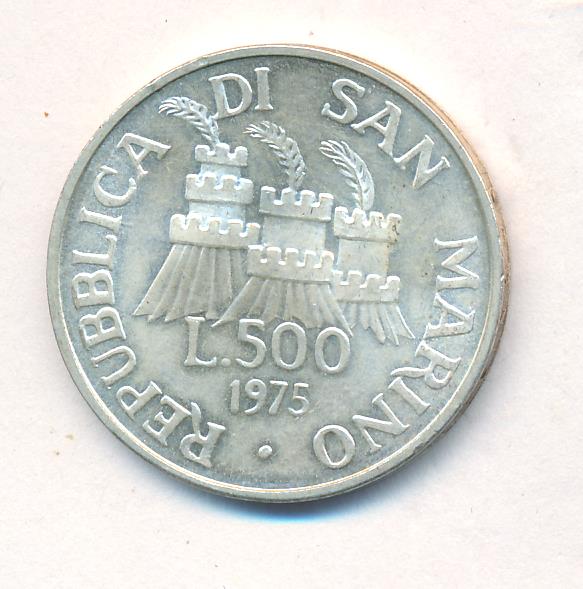 REPUBBLICA DI SAN MARINO
L.500
1975